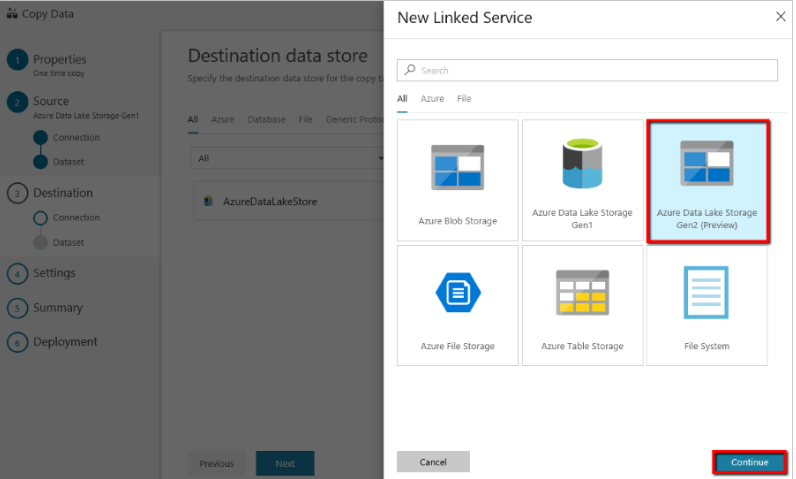 Copy Data
1 Properties
One time copy
2 Source
Azure Data Lake Storage Gen1
Connection
Dataset
3 Destination
Connection
Dataset
4 Settings
5 Summary
6 Deployment
Destination data store
Specify the destination data store for the copy
All Azure Database File Generic
All
AzureDataLakeStore
Previous Next
New Linked Service
Search
All Azure File
Azure Blob Storage
Azure Data Lake Storage
Gen1
Azure Data Lake Storage
Gen2 (Preview)
Azure File Storage
Azure Table Storage
File System
Cancel
Continue